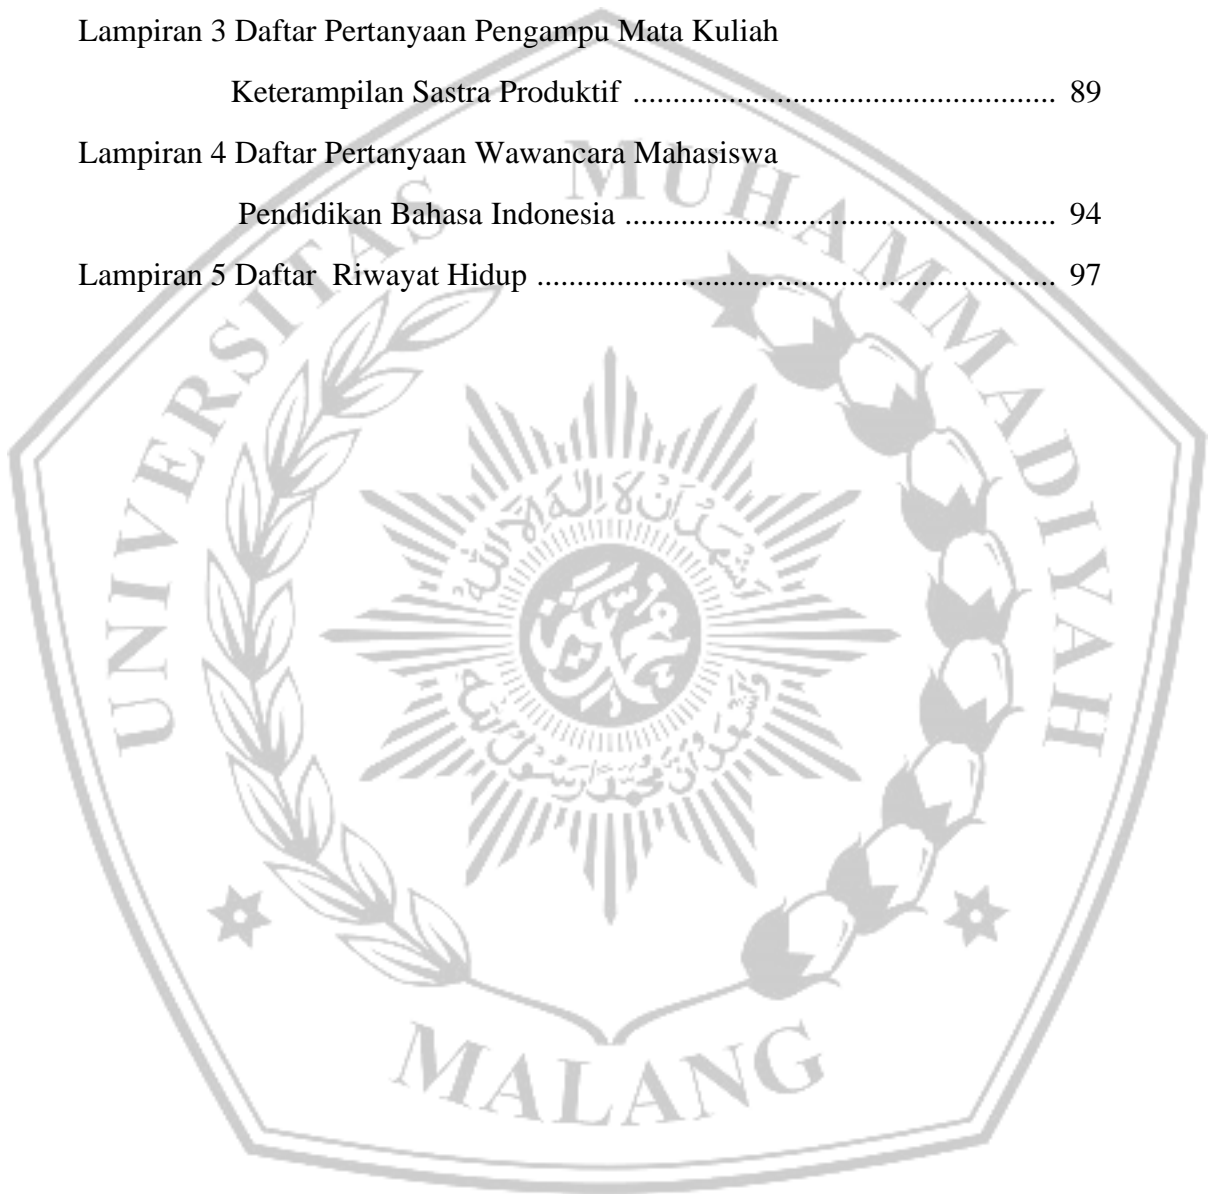 Lampiran 3 Daftar Pertanyaan Pengampu Mata Kuliah
Keterampilan Sastra Produktif ..................................................... 89
Lampiran 4 Daftar Pertanyaan Wawancara Mahasiswa
Pendidikan Bahasa Indonesia ...................................................... 94
Lampiran 5 Daftar  Riwayat Hidup ................................................................. 97
UNIVERSITAS MUHAMMADIYAH
MALANG